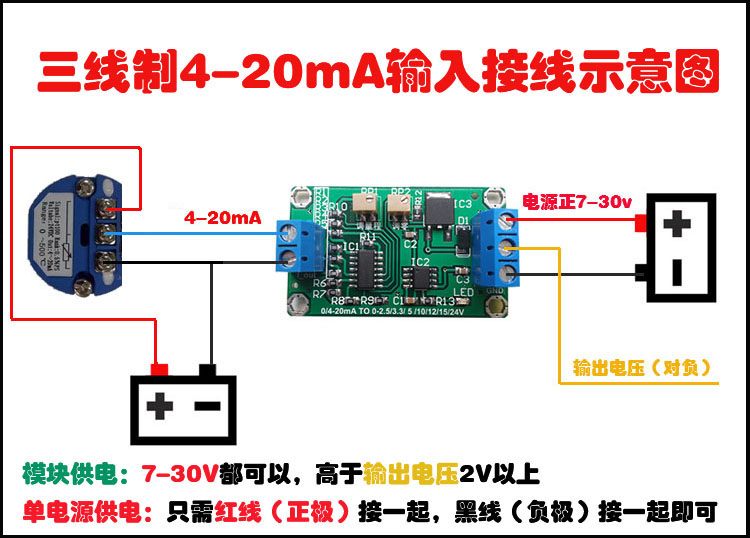 三线制4-20mA输入接线示意图
4-20mA
电源正7-30v
RP1
RP2
R12
IC3
R10
R11
IC1
C2
D1
IC2
C3
R6
R7
R8
R9
C1
R13
LED
GND
0/4-20mA TO 0-2.5/3.3/ 5 /10/12/15/24V
0 ~500℃
输出电压（对负）
模块供电：7-30V都可以，高于输出电压2V以上
单电源供电：只需红线（正极）接一起，黑线（负极）接一起即可